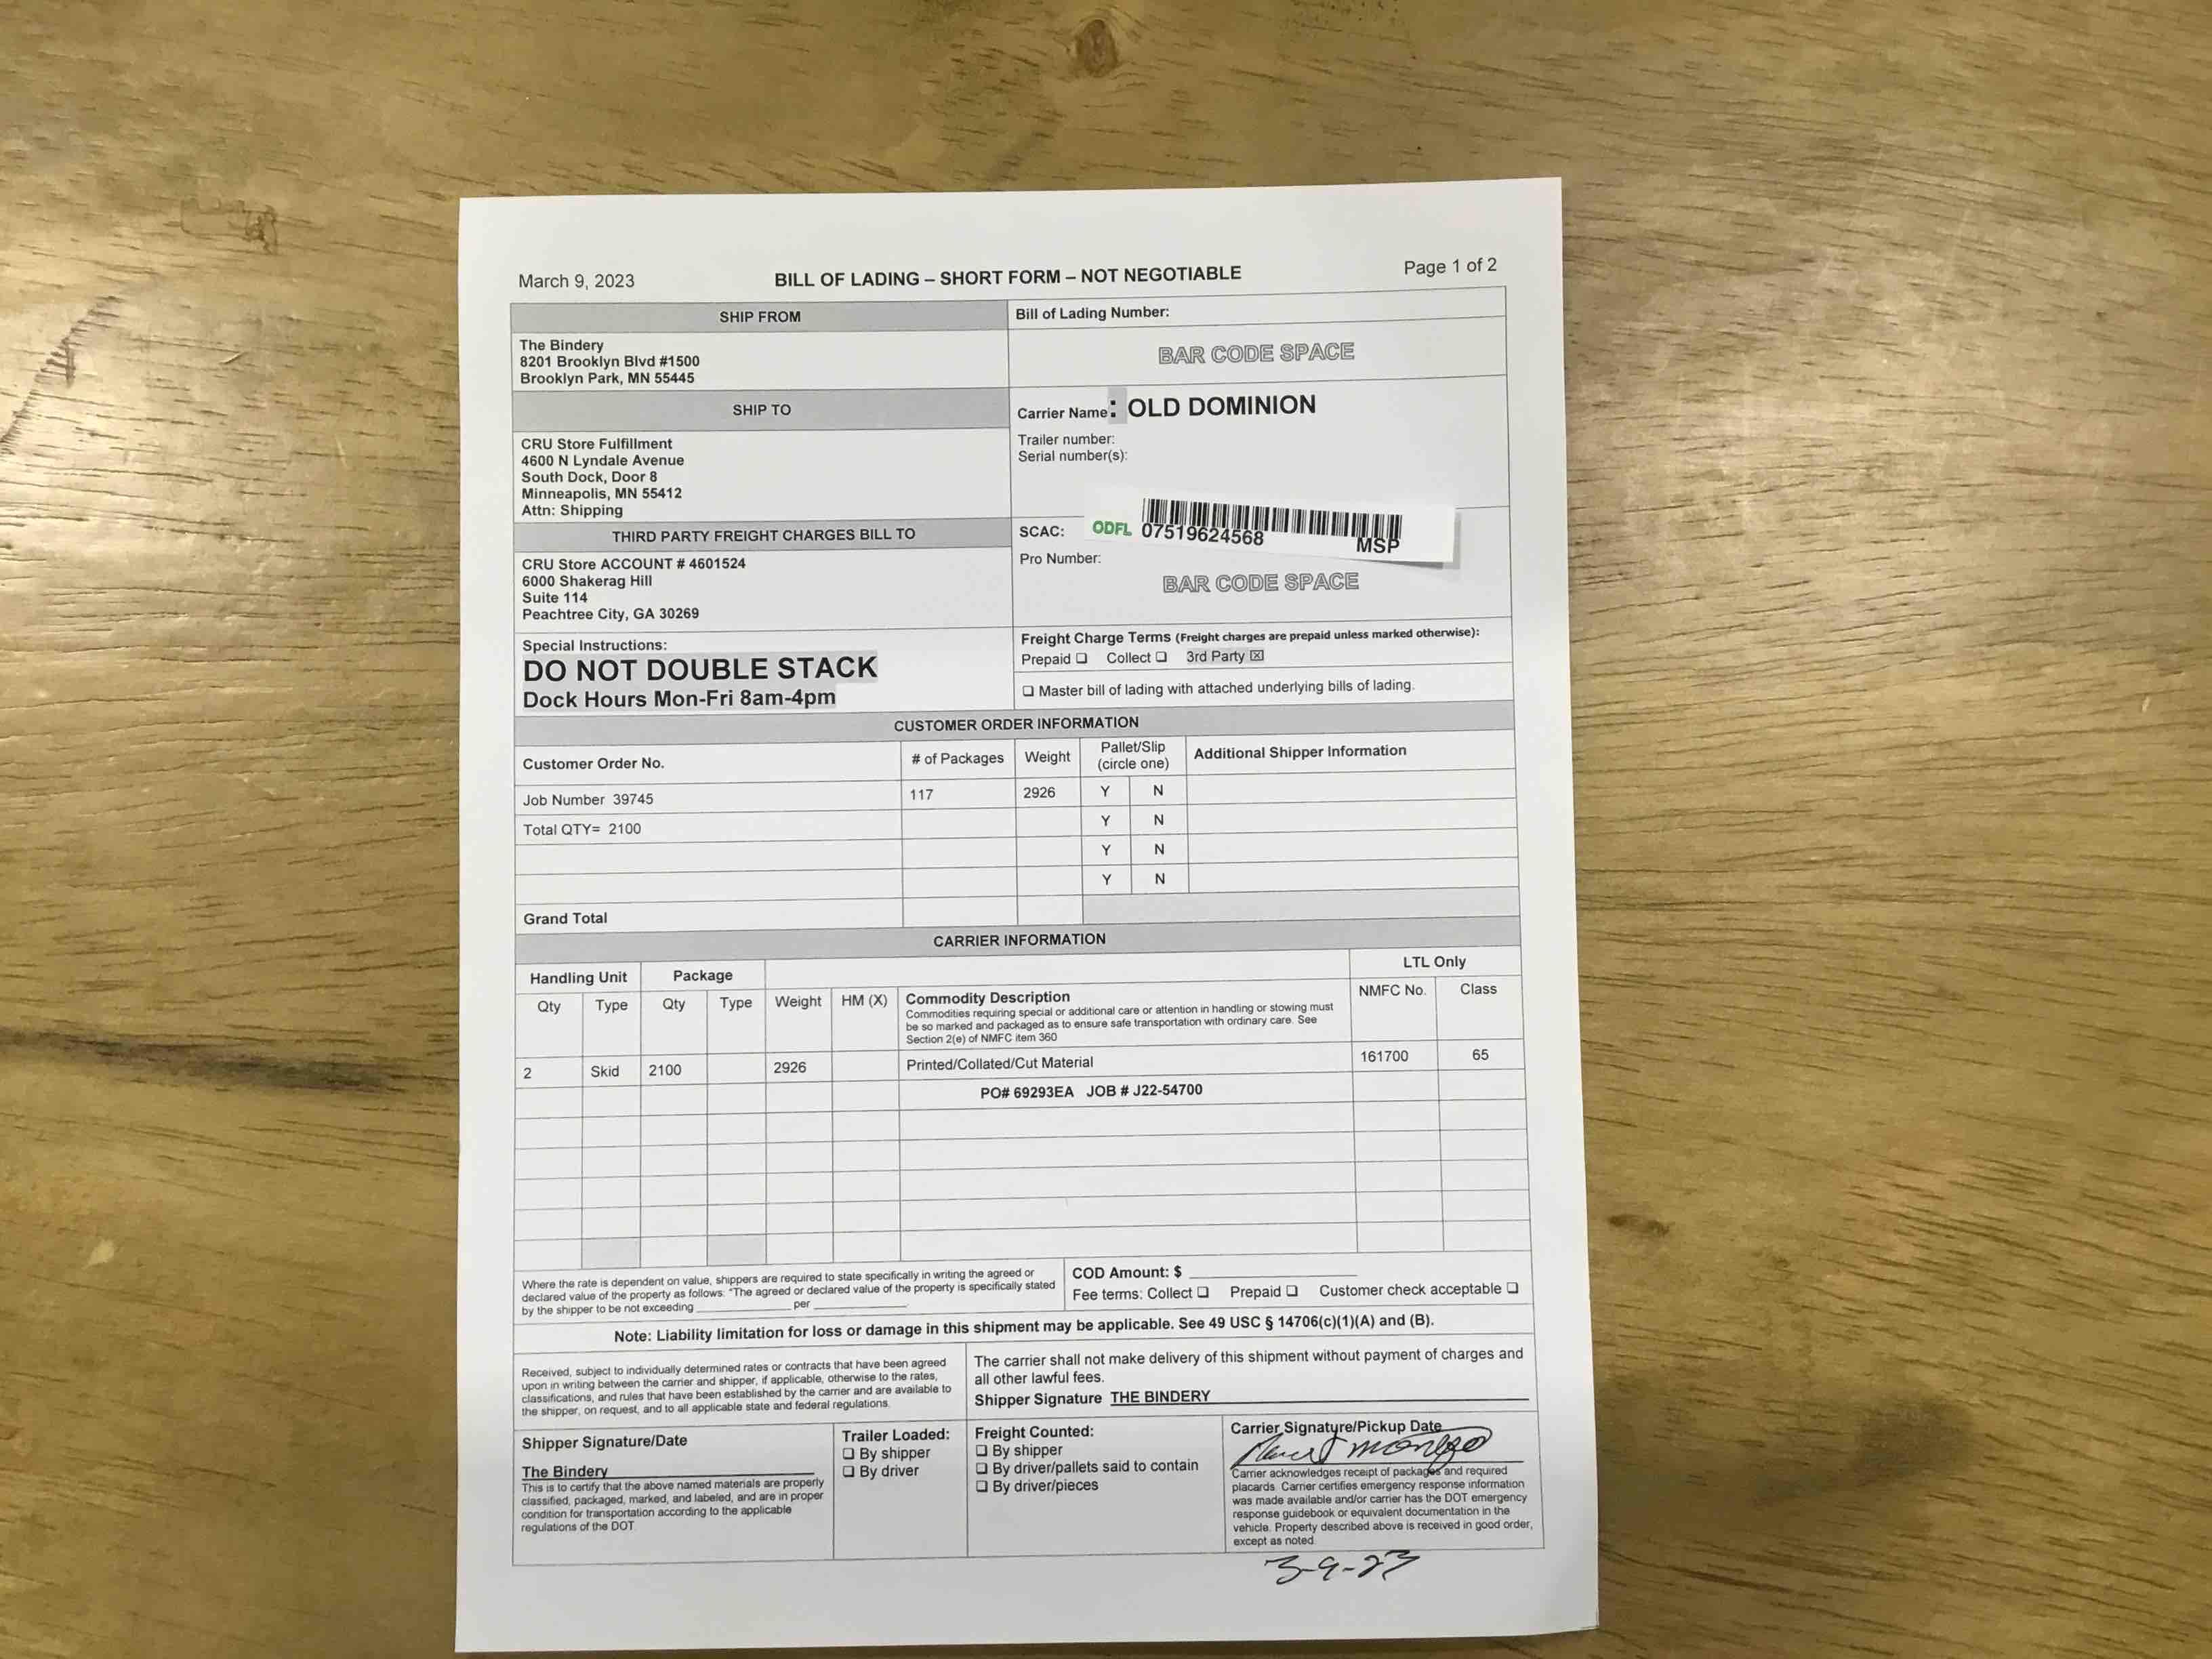 March 9, 2023
BILL OF LADING – SHORT FORM – NOT NEGOTIABLE
Page 1 of 2
SHIP FROM
The Bindery
8201 Brooklyn Blvd #1500
Brooklyn Park, MN 55445
Bill of Lading Number:
BAR CODE SPACE
SHIP TO
CRU Store Fulfillment
4600 N Lyndale Avenue
South Dock, Door 8
Minneapolis, MN 55412
Attn: Shipping
Carrier Name: OLD DOMINION
Trailer number:
Serial number(s):
THIRD PARTY FREIGHT CHARGES BILL TO
CRU Store ACCOUNT # 4601524
6000 Shakerag Hill
Suite 114
Peachtree City, GA 30269
SCAC:
ODFL 07519624568 MSP
Pro Number:
BAR CODE SPACE
Special Instructions:
DO NOT DOUBLE STACK
Dock Hours Mon-Fri 8am-4pm
Freight Charge Terms (Freight charges are prepaid unless marked otherwise):
Prepaid ❑ Collect ❑ 3rd Party ☒
❑ Master bill of lading with attached underlying bills of lading.
CUSTOMER ORDER INFORMATION
Customer Order No. # of Packages Weight Pallet/Slip (circle one) Additional Shipper Information
Job Number 39745 117 2926 Y N
Total QTY= 2100 Y N
Y N
Y N
Grand Total
CARRIER INFORMATION
Handling Unit Package LTL Only
Qty Type Qty Type Weight HM (X) Commodity Description NMFC No. Class
Commodities requiring special or additional care or attention in handling or stowing must
be so marked and packaged as to ensure safe transportation with ordinary care. See
Section 2(e) of NMFC item 360
2 Skid 2100 2926 Printed/Collated/Cut Material 161700 65
PO# 69293EA JOB # J22-54700
Where the rate is dependent on value, shippers are required to state specifically in writing the agreed or
declared value of the property as follows: "The agreed or declared value of the property is specifically stated
by the shipper to be not exceeding ____________ per ____________.
COD Amount: $ ____________
Fee terms: Collect ❑ Prepaid ❑ Customer check acceptable ❑
Note: Liability limitation for loss or damage in this shipment may be applicable. See 49 USC § 14706(c)(1)(A) and (B).
Received, subject to individually determined rates or contracts that have been agreed
upon in writing between the carrier and shipper, if applicable, otherwise to the rates,
classifications, and rules that have been established by the carrier and are available to
the shipper, on request, and to all applicable state and federal regulations.
The carrier shall not make delivery of this shipment without payment of charges and
all other lawful fees.
Shipper Signature THE BINDERY
Shipper Signature/Date
The Bindery
This is to certify that the above named materials are properly
classified, packaged, marked, and labeled, and are in proper
condition for transportation according to the applicable
regulations of the DOT
Trailer Loaded:
❑ By shipper
❑ By driver
Freight Counted:
❑ By shipper
❑ By driver/pallets said to contain
❑ By driver/pieces
Carrier Signature/Pickup Date
Carrier acknowledges receipt of packages and required
placards. Carrier certifies emergency response information
was made available and/or carrier has the DOT emergency
response guidebook or equivalent documentation in the
vehicle. Property described above is received in good order,
except as noted.
3-9-23